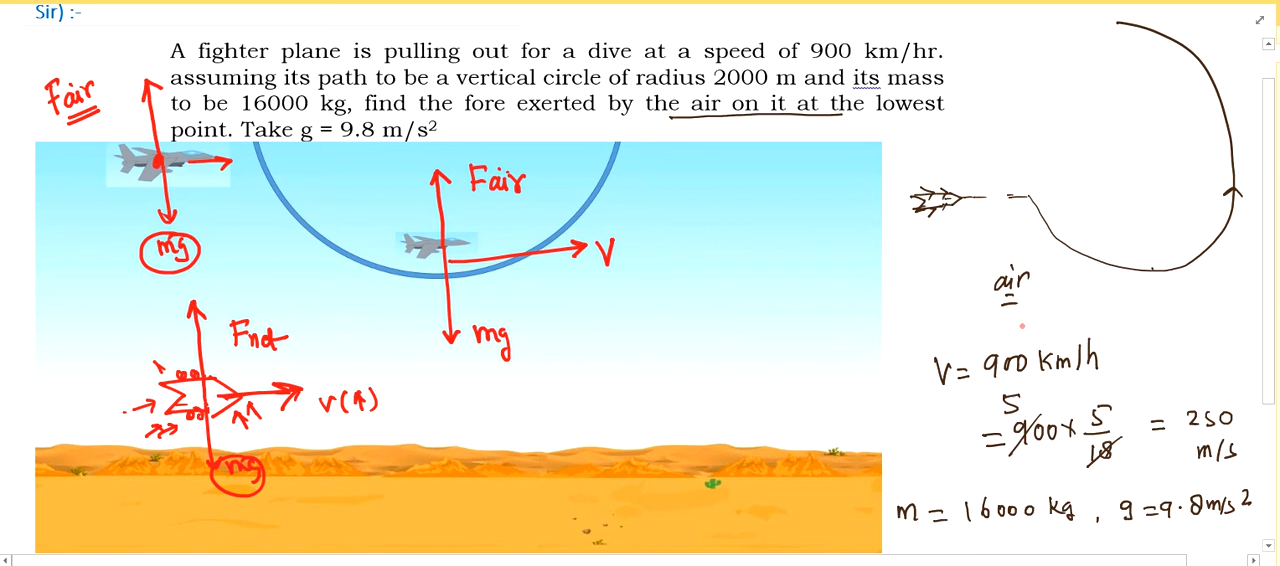 Sir) :-
A fighter plane is pulling out for a dive at a speed of 900 km/hr.
assuming its path to be a vertical circle of radius 2000 m and its mass
to be 16000 kg, find the fore exerted by the air on it at the lowest
point. Take g = 9.8 m/s²
Fair
mg
Fair
V
mg
Fnet
V(↑)
mg
air
V = 900 km/h
5
= 900 x 5/18 = 250 m/s
m = 16000 kg , g = 9.8 m/s²